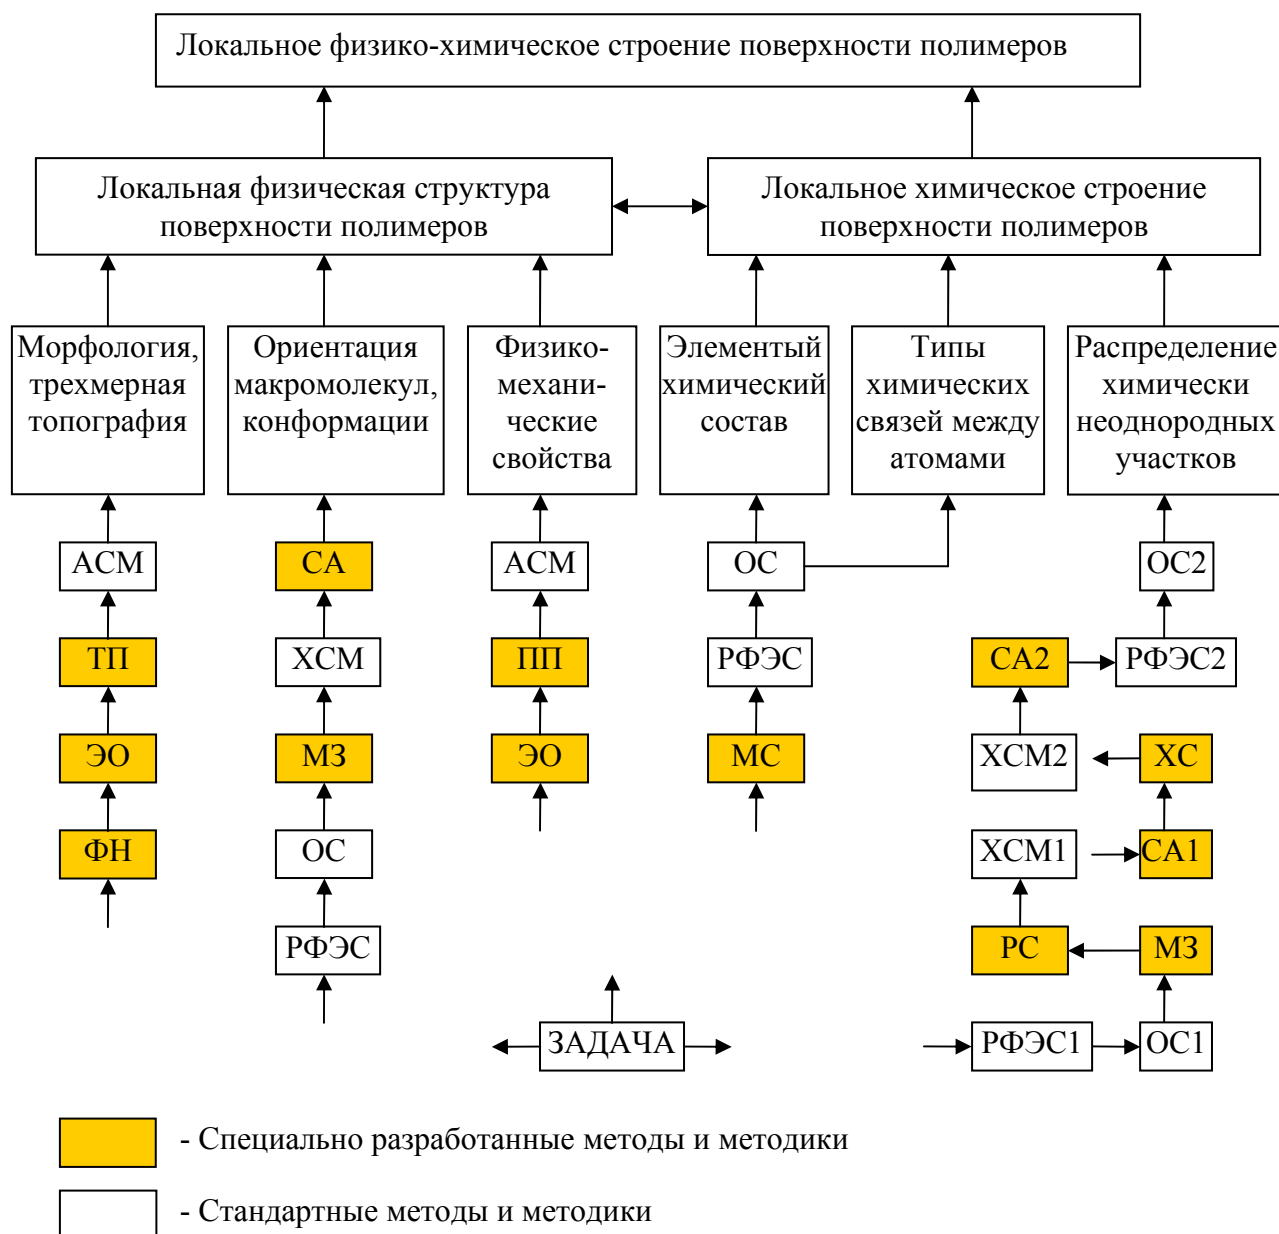 Локальное физико-химическое строение поверхности полимеров
Локальная физическая структура
поверхности полимеров
Локальное химическое строение
поверхности полимеров
Морфология,
трехмерная
топография
Ориентация
макромолекул,
конформации
Физико-
механи-
ческие
свойства
Элементый
химический
состав
Типы
химических
связей между
атомами
Распределение
химически
неоднородных
участков
АСМ
СА
АСМ
ОС
ОС2
ТП
ХСМ
ПП
РФЭС
СА2
РФЭС2
ЭО
МЗ
ЭО
МС
ХСМ2
ХС
ФН
ОС
ХСМ1
СА1
РФЭС
РС
МЗ
ЗАДАЧА
РФЭС1
ОС1
- Специально разработанные методы и методики
- Стандартные методы и методики